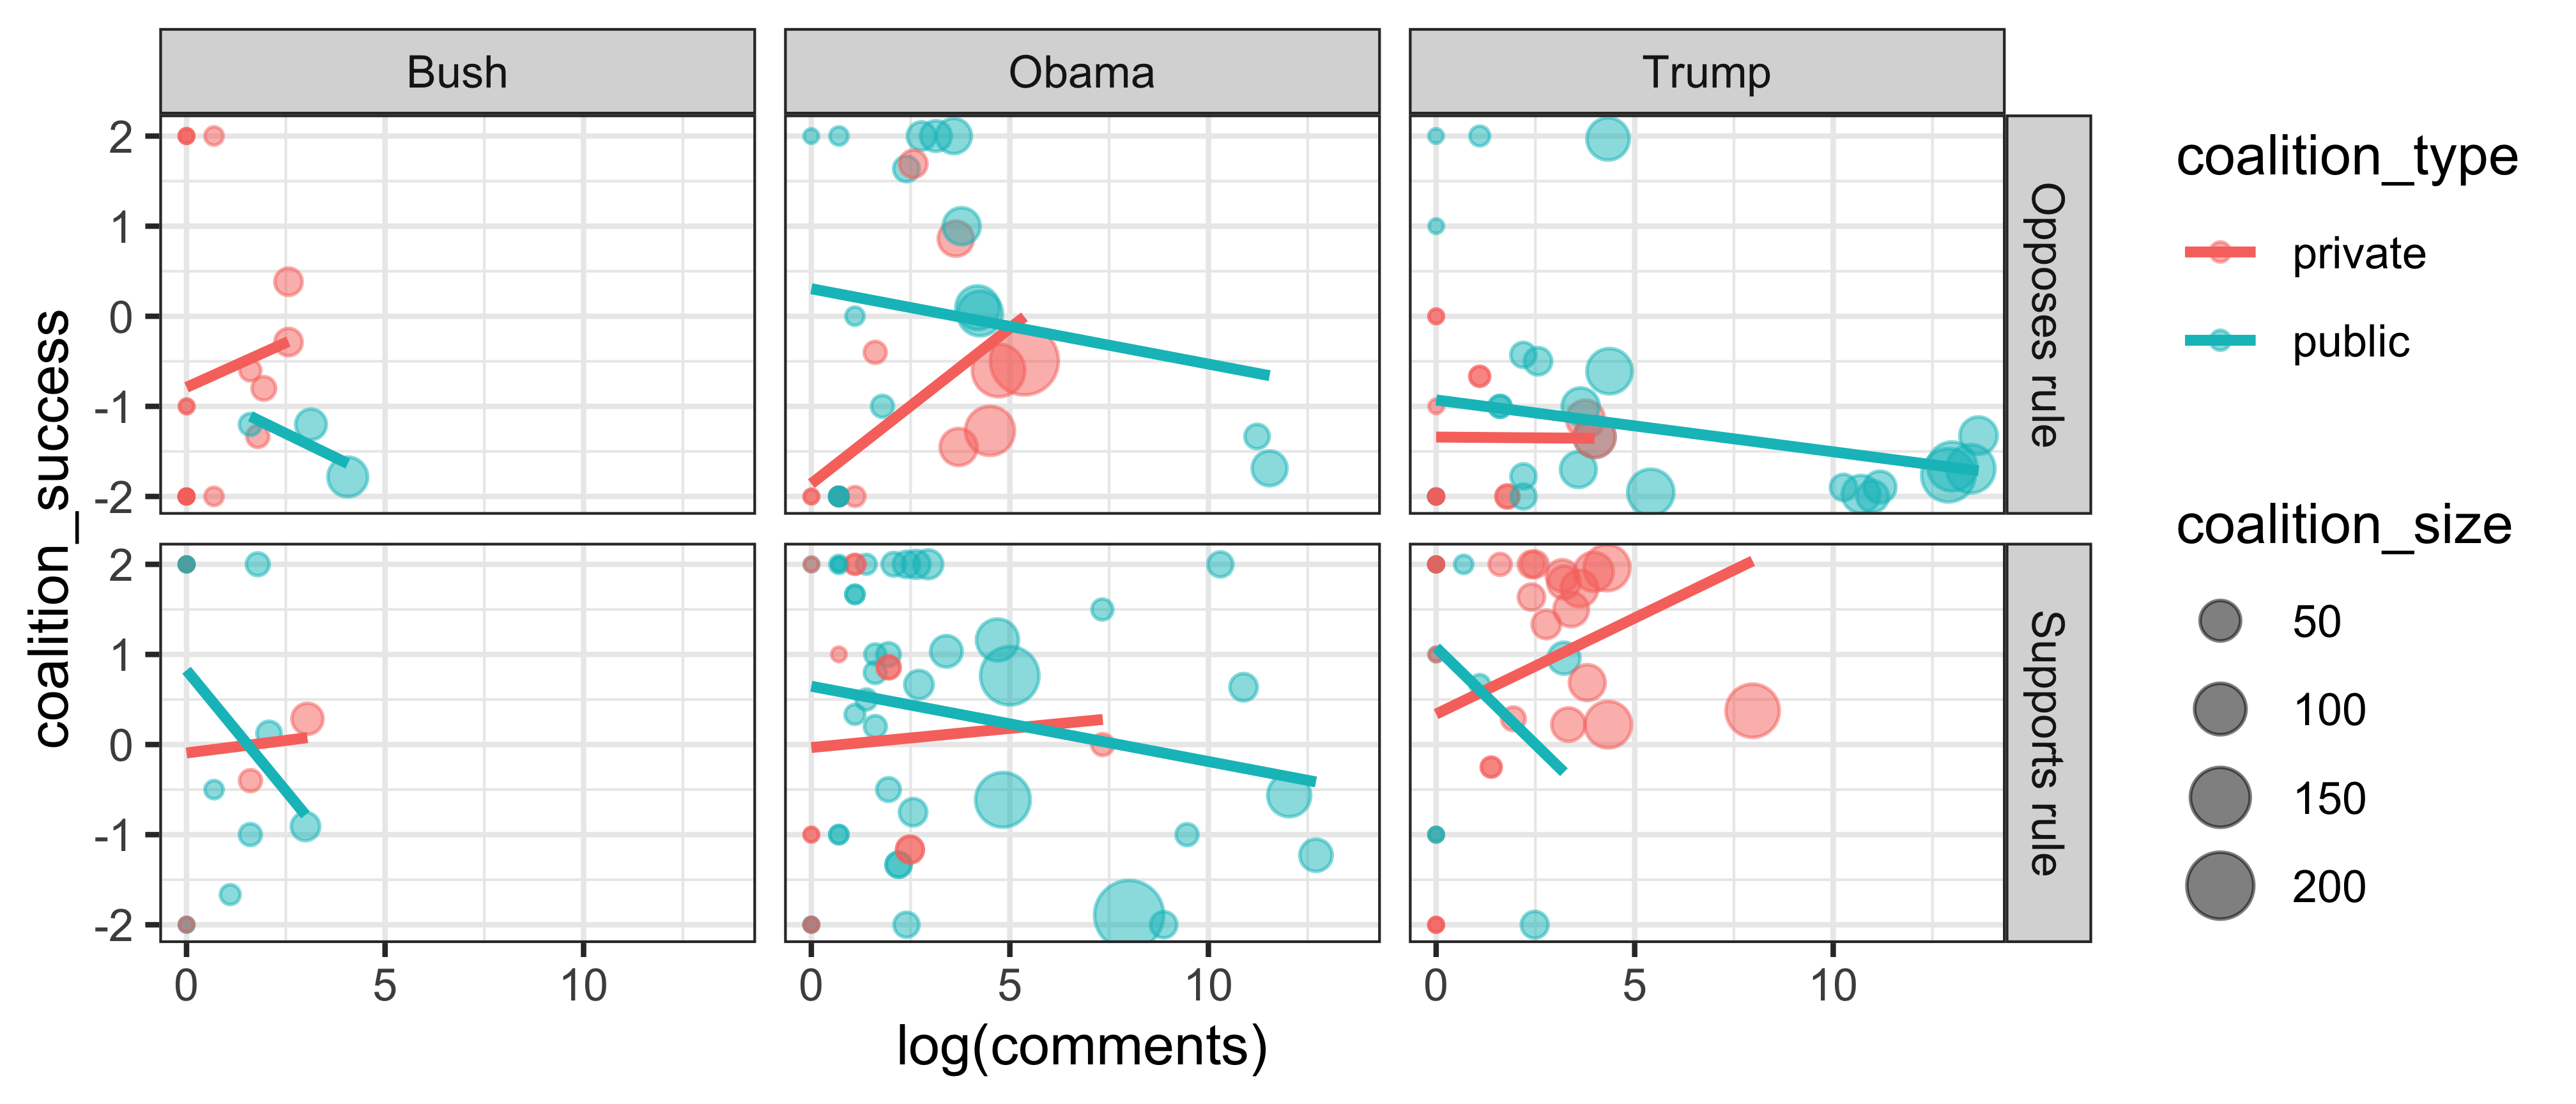 Bush
Obama
Trump
2
1
0
-1
-2
Opposes rule
2
1
0
-1
-2
Supports rule
0
5
10
0
5
10
0
5
10
log(comments)
coalition_success
coalition_type
private
public
coalition_size
50
100
150
200